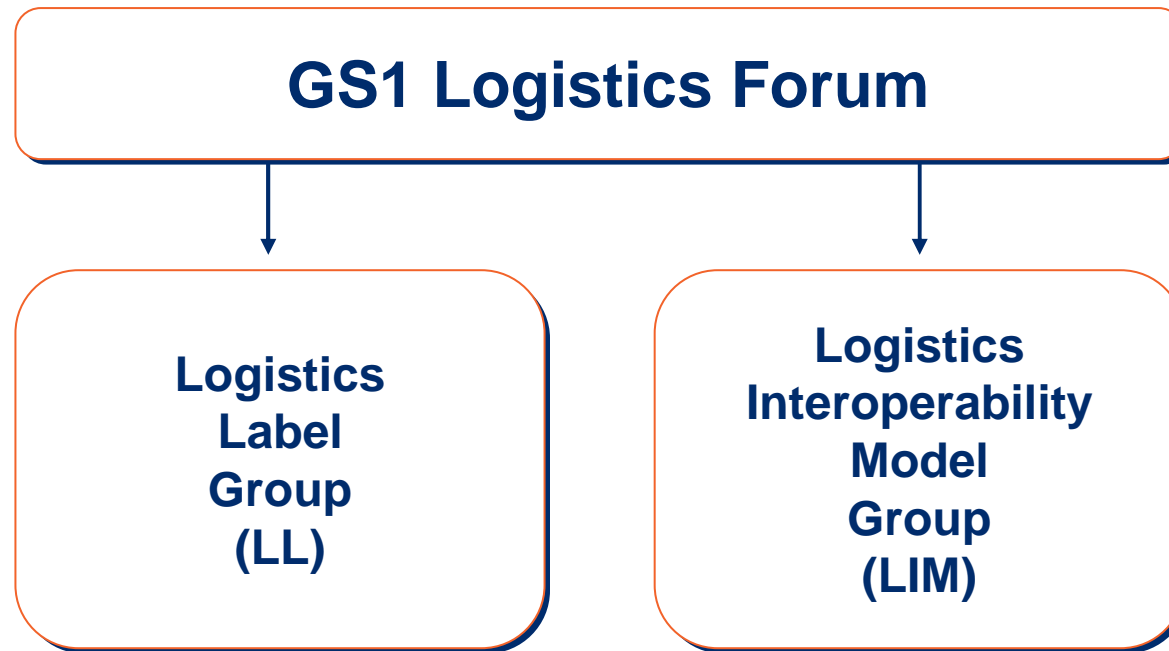 GS1 Logistics Forum
Logistics
Label
Group
(LL)
Logistics
Interoperability
Model
Group
(LIM)